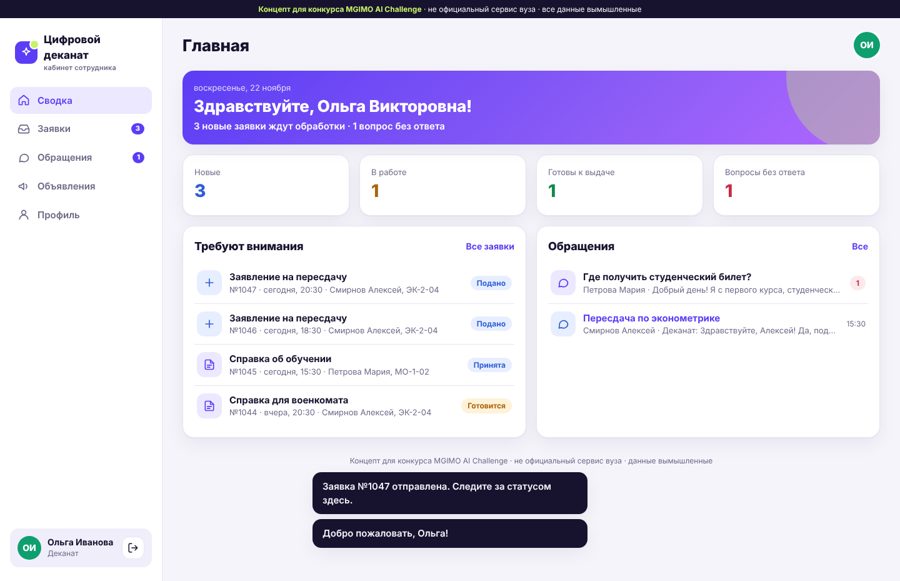 Концепт для конкурса MGIMO AI Challenge · не официальный сервис вуза · все данные вымышленные
Цифровой
деканат
кабинет сотрудника
Сводка
Заявки 3
Обращения 1
Объявления
Профиль
ОИ
Ольга Иванова
Деканат
Главная
ОИ
воскресенье, 22 ноября
Здравствуйте, Ольга Викторовна!
3 новые заявки ждут обработки · 1 вопрос без ответа
Новые
3
В работе
1
Готовы к выдаче
1
Вопросы без ответа
1
Требуют внимания Все заявки
Заявление на пересдачу
№1047 · сегодня, 20:30 · Смирнов Алексей, ЭК-2-04
Подано
Заявление на пересдачу
№1046 · сегодня, 18:30 · Смирнов Алексей, ЭК-2-04
Подано
Справка об обучении
№1045 · сегодня, 15:30 · Петрова Мария, МО-1-02
Принята
Справка для военкомата
№1044 · вчера, 20:30 · Смирнов Алексей, ЭК-2-04
Готовится
Обращения Все
Где получить студенческий билет?
Петрова Мария · Добрый день! Я с первого курса, студенческ...
1
Пересдача по эконометрике
Смирнов Алексей · Деканат: Здравствуйте, Алексей! Да, под...
15:30
Концепт для конкурса MGIMO AI Challenge · не официальный сервис вуза · данные вымышленные
Заявка №1047 отправлена. Следите за статусом
здесь.
Добро пожаловать, Ольга!